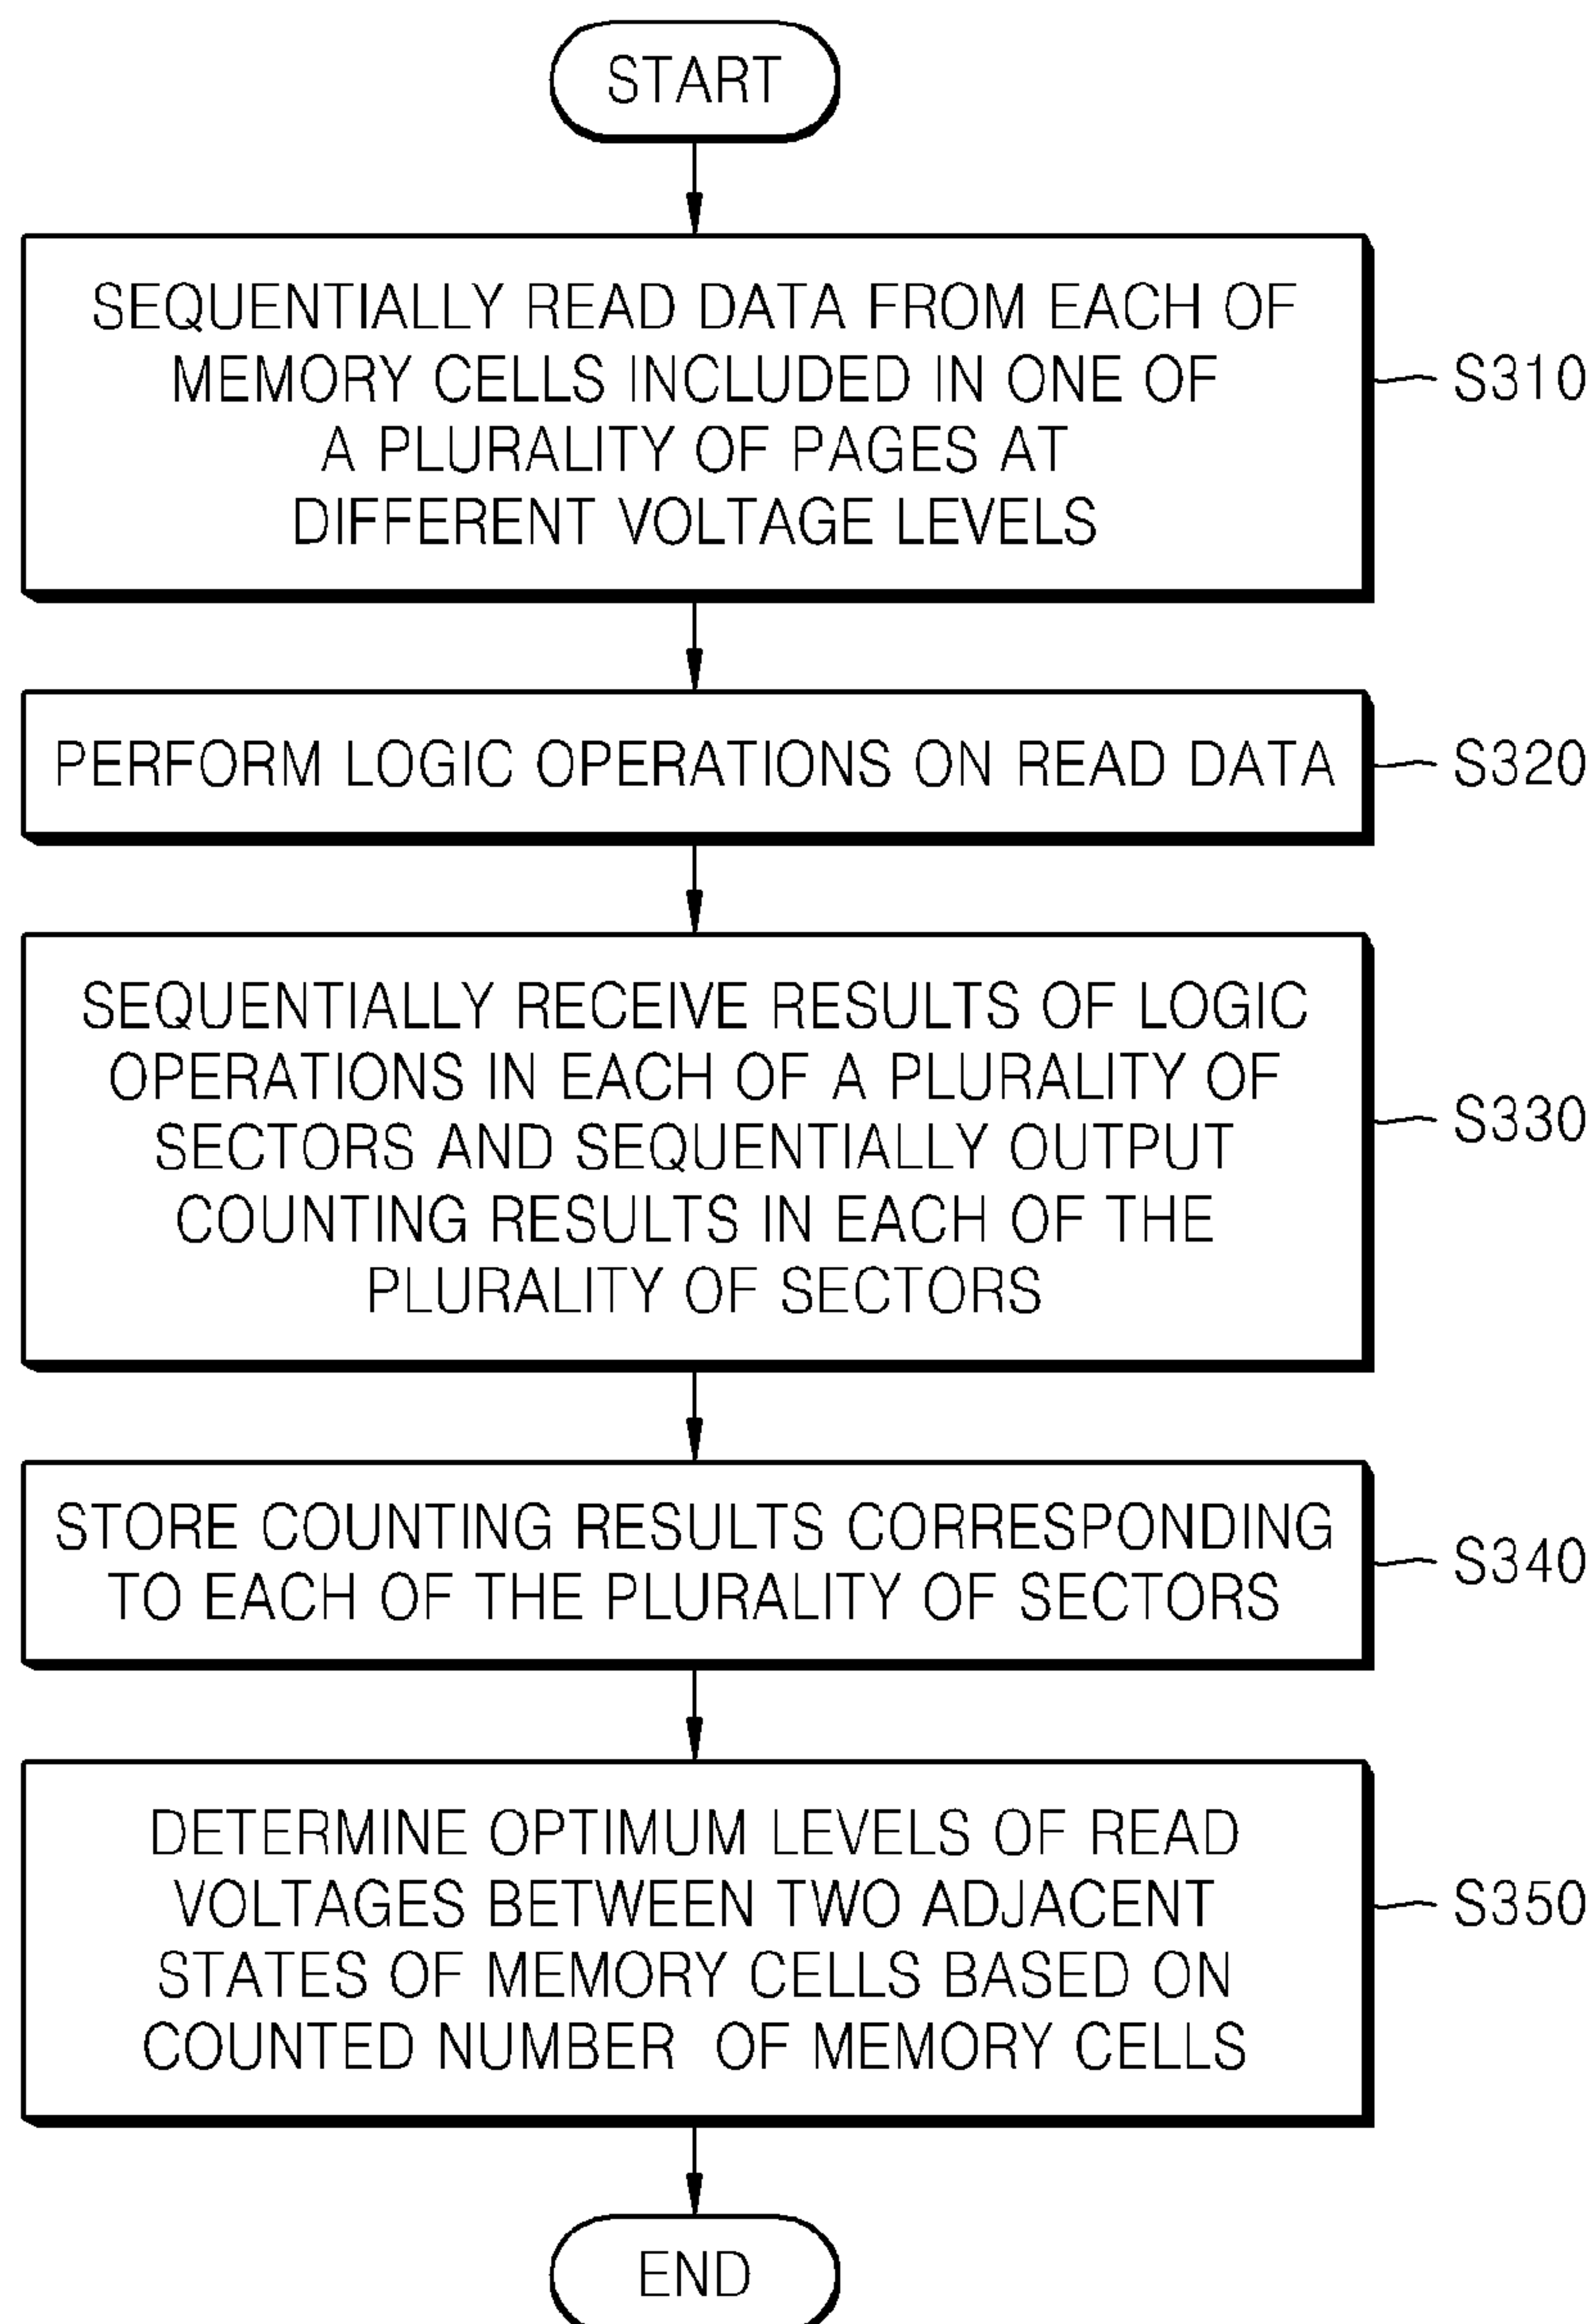 START
SEQUENTIALLY READ DATA FROM EACH OF
MEMORY CELLS INCLUDED IN ONE OF
A PLURALITY OF PAGES AT
DIFFERENT VOLTAGE LEVELS
S310
PERFORM LOGIC OPERATIONS ON READ DATA
S320
SEQUENTIALLY RECEIVE RESULTS OF LOGIC
OPERATIONS IN EACH OF A PLURALITY OF
SECTORS AND SEQUENTIALLY OUTPUT
COUNTING RESULTS IN EACH OF THE
PLURALITY OF SECTORS
S330
STORE COUNTING RESULTS CORRESPONDING
TO EACH OF THE PLURALITY OF SECTORS
S340
DETERMINE OPTIMUM LEVELS OF READ
VOLTAGES BETWEEN TWO ADJACENT
STATES OF MEMORY CELLS BASED ON
COUNTED NUMBER OF MEMORY CELLS
S350
END